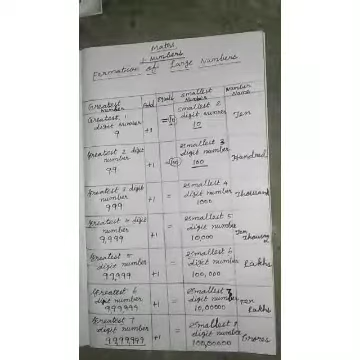 Maths
1. Numbers
Formation of Large Numbers
Greatest number Add Equals Smallest Number Number Name
Greatest digit number 9 +1 = Smallest 2 digit number 10 Ten
Greatest 2 digit number 99 +1 = Smallest 3 digit number 100 Hundred
Greatest 3 digit number 999 +1 = Smallest 4 digit number 1000 Thousand
Greatest 4 digit number 9,999 +1 = Smallest 5 digit number 10,000 Ten Thousand
Greatest 5 digit number 99,999 +1 = Smallest 6 digit number 100,000 Lakhs
Greatest 6 digit number 999999 +1 = Smallest 7 digit number 10,00000 Ten Lakhs
Greatest 7 digit number 9999999 +1 = Smallest 8 digit number 100,00000 Crores